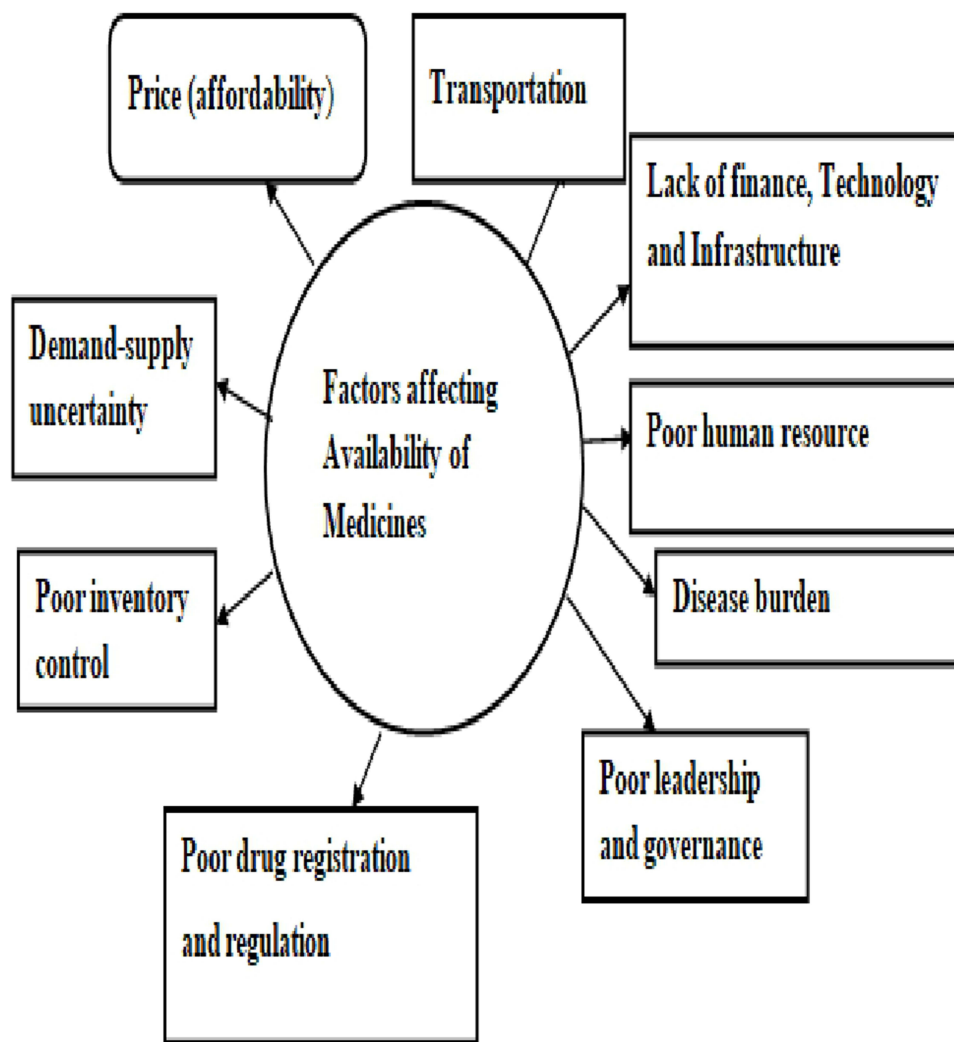 Price (affordability)
Transportation
Lack of finance, Technology
and Infrastructure
Demand-supply
uncertainty
Factors affecting
Availability of
Medicines
Poor human resource
Poor inventory
control
Disease burden
Poor leadership
and governance
Poor drug registration
and regulation